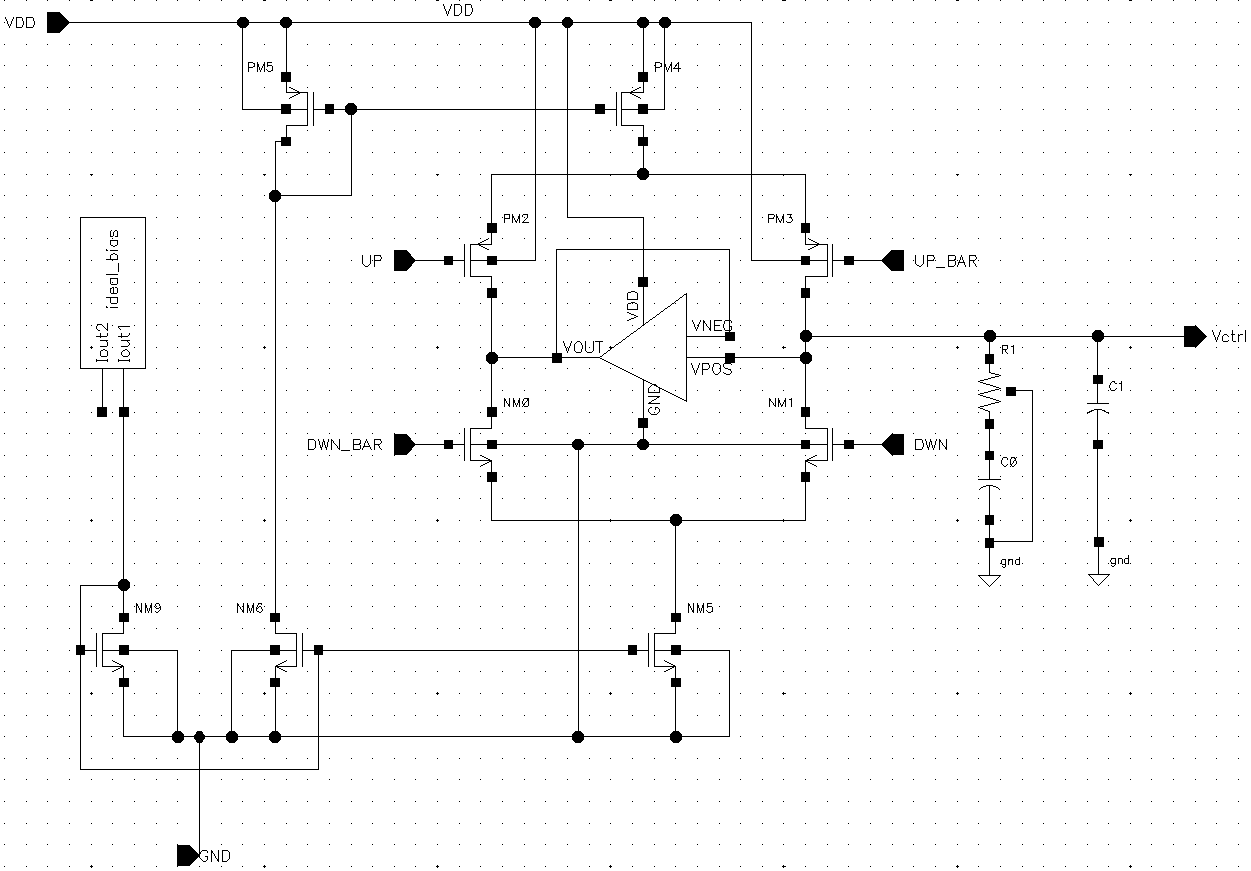 VDD
VDD
PM5
PM4
PM2
PM3
UP
UP_BAR
ideal_bias
Iout2
Iout1
VDD
VNEG
VOUT
VPOS
GND
Vctrl
R1
C1
NM0
NM1
DWN_BAR
DWN
C0
gnd
gnd
NM9
NM6
NM5
GND